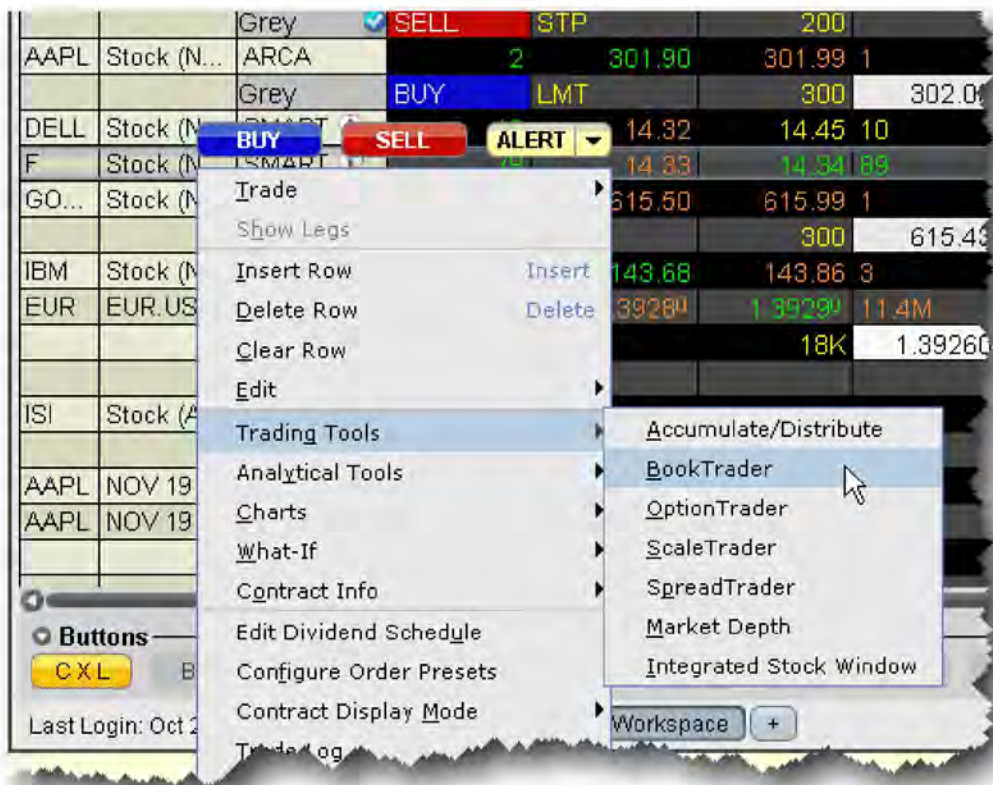 Grey SELL STP 200
AAPL Stock (N... ARCA 2 301.90 301.99 1
Grey BUY LMT 300 302.0
DELL Stock (N 14.32 14.45 10
BUY SELL ALERT
F Stock (N SMART 14.33 14.34 89
GO... Stock (N 615.50 615.99 1
300 615.43
IBM Stock (N 143.68 143.86 3
EUR EUR.US 3928 1.3929 11.4M
18K 1.39260
ISI Stock (A
AAPL NOV 19
AAPL NOV 19
Trade
Show Legs
Insert Row Insert
Delete Row Delete
Clear Row
Edit
Trading Tools
Analytical Tools
Charts
What-If
Contract Info
Edit Dividend Schedule
Configure Order Presets
Contract Display Mode
Accumulate/Distribute
BookTrader
OptionTrader
ScaleTrader
SpreadTrader
Market Depth
Integrated Stock Window
Buttons
CXL B
Last Login: Oct 2 Workspace +